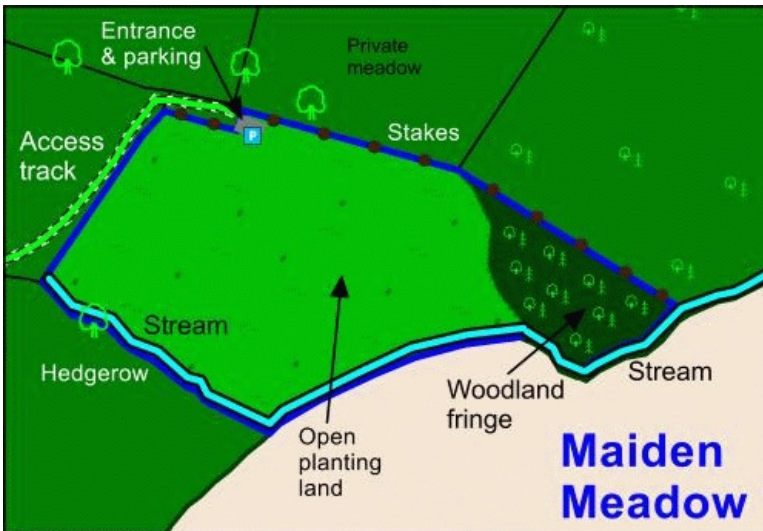 Entrance
& parking
Private
meadow
P
Access
track
Stakes
Stream
Hedgerow
Woodland
fringe
Stream
Open
planting
land
Maiden
Meadow